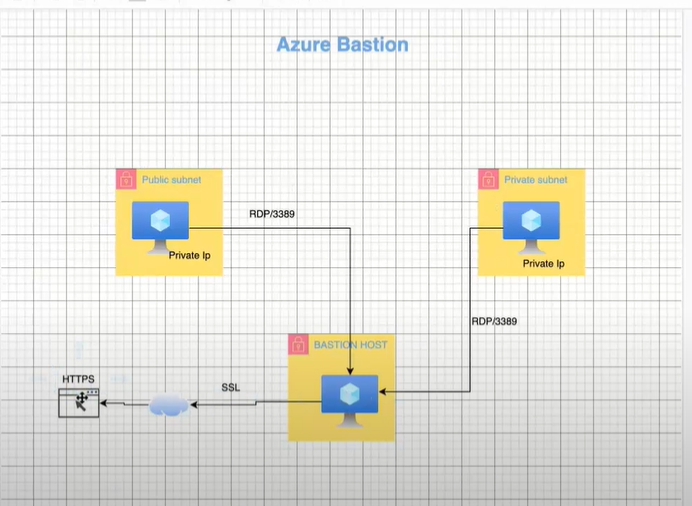 Azure Bastion
Public subnet
Private subnet
RDP/3389
Private Ip
Private Ip
RDP/3389
BASTION HOST
HTTPS
SSL